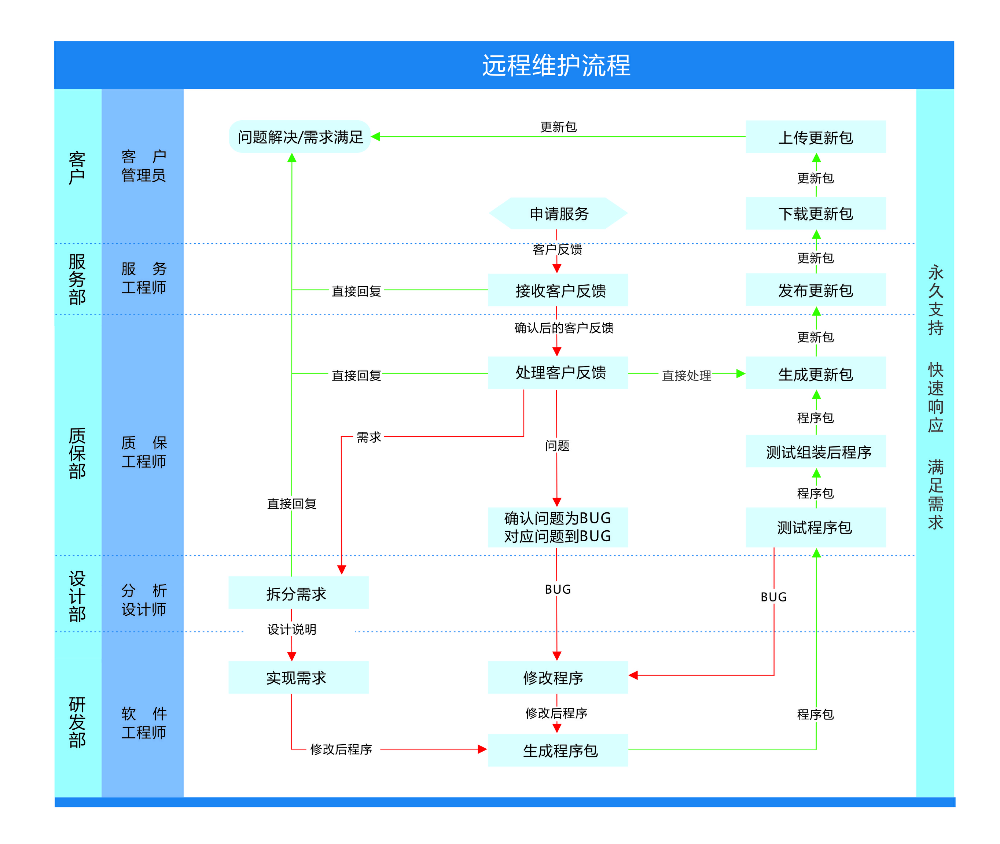 远程维护流程
客户
客 户
管理员
问题解决/需求满足
更新包
上传更新包
更新包
申请服务
下载更新包
客户反馈
更新包
服务部
服 务
工程师
直接回复
接收客户反馈
发布更新包
确认后的客户反馈
更新包
质保部
质 保
工程师
直接回复
处理客户反馈
直接处理
生成更新包
程序包
需求
问题
测试组装后程序
程序包
直接回复
确认问题为BUG
对应问题到BUG
测试程序包
设计部
分 析
设计师
拆分需求
BUG
BUG
设计说明
研发部
软 件
工程师
实现需求
修改程序
修改后程序
程序包
修改后程序
生成程序包
永久支持 快速响应 满足需求